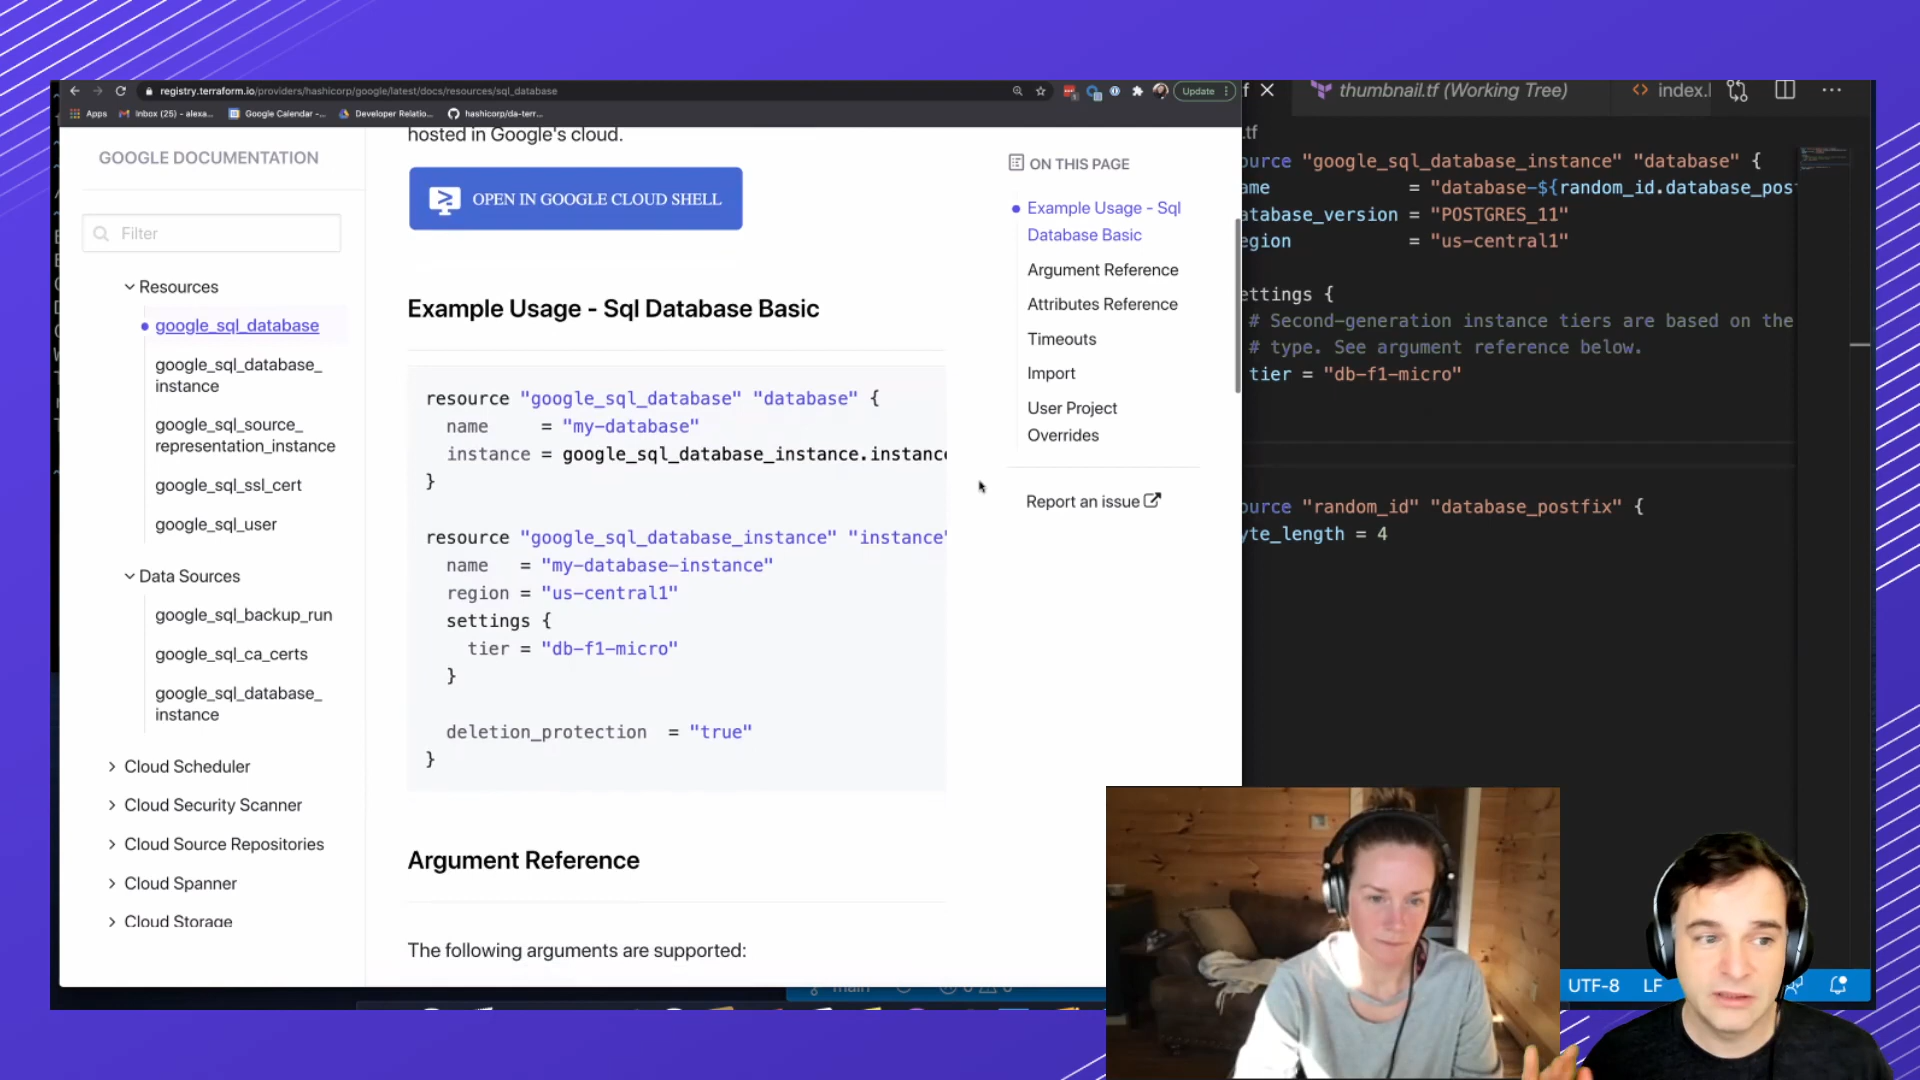 registry.terraform.io/providers/hashicorp/google/latest/docs/resources/sql_database
Update
Apps
Inbox (25) - alexa...
Google Calendar -...
Developer Relatio...
hashicorp/da-terr...
hosted in Google's cloud.
GOOGLE DOCUMENTATION
Filter
Resources
google_sql_database
google_sql_database_
instance
google_sql_source_
representation_instance
google_sql_ssl_cert
google_sql_user
Data Sources
google_sql_backup_run
google_sql_ca_certs
google_sql_database_
instance
Cloud Scheduler
Cloud Security Scanner
Cloud Source Repositories
Cloud Spanner
Cloud Storage
OPEN IN GOOGLE CLOUD SHELL
Example Usage - Sql Database Basic
resource "google_sql_database" "database" {
name = "my-database"
instance = google_sql_database_instance.instanc
}
resource "google_sql_database_instance" "instance"
name = "my-database-instance"
region = "us-central1"
settings {
tier = "db-f1-micro"
}
deletion_protection = "true"
}
Argument Reference
The following arguments are supported:
ON THIS PAGE
Example Usage - Sql
Database Basic
Argument Reference
Attributes Reference
Timeouts
Import
User Project
Overrides
Report an issue
f
thumbnail.tf (Working Tree)
index.
.tf
ource "google_sql_database_instance" "database" {
ame = "database-${random_id.database_pos
atabase_version = "POSTGRES_11"
egion = "us-central1"
ettings {
# Second-generation instance tiers are based on the
# type. See argument reference below.
tier = "db-f1-micro"
ource "random_id" "database_postfix" {
yte_length = 4
main
UTF-8
LF